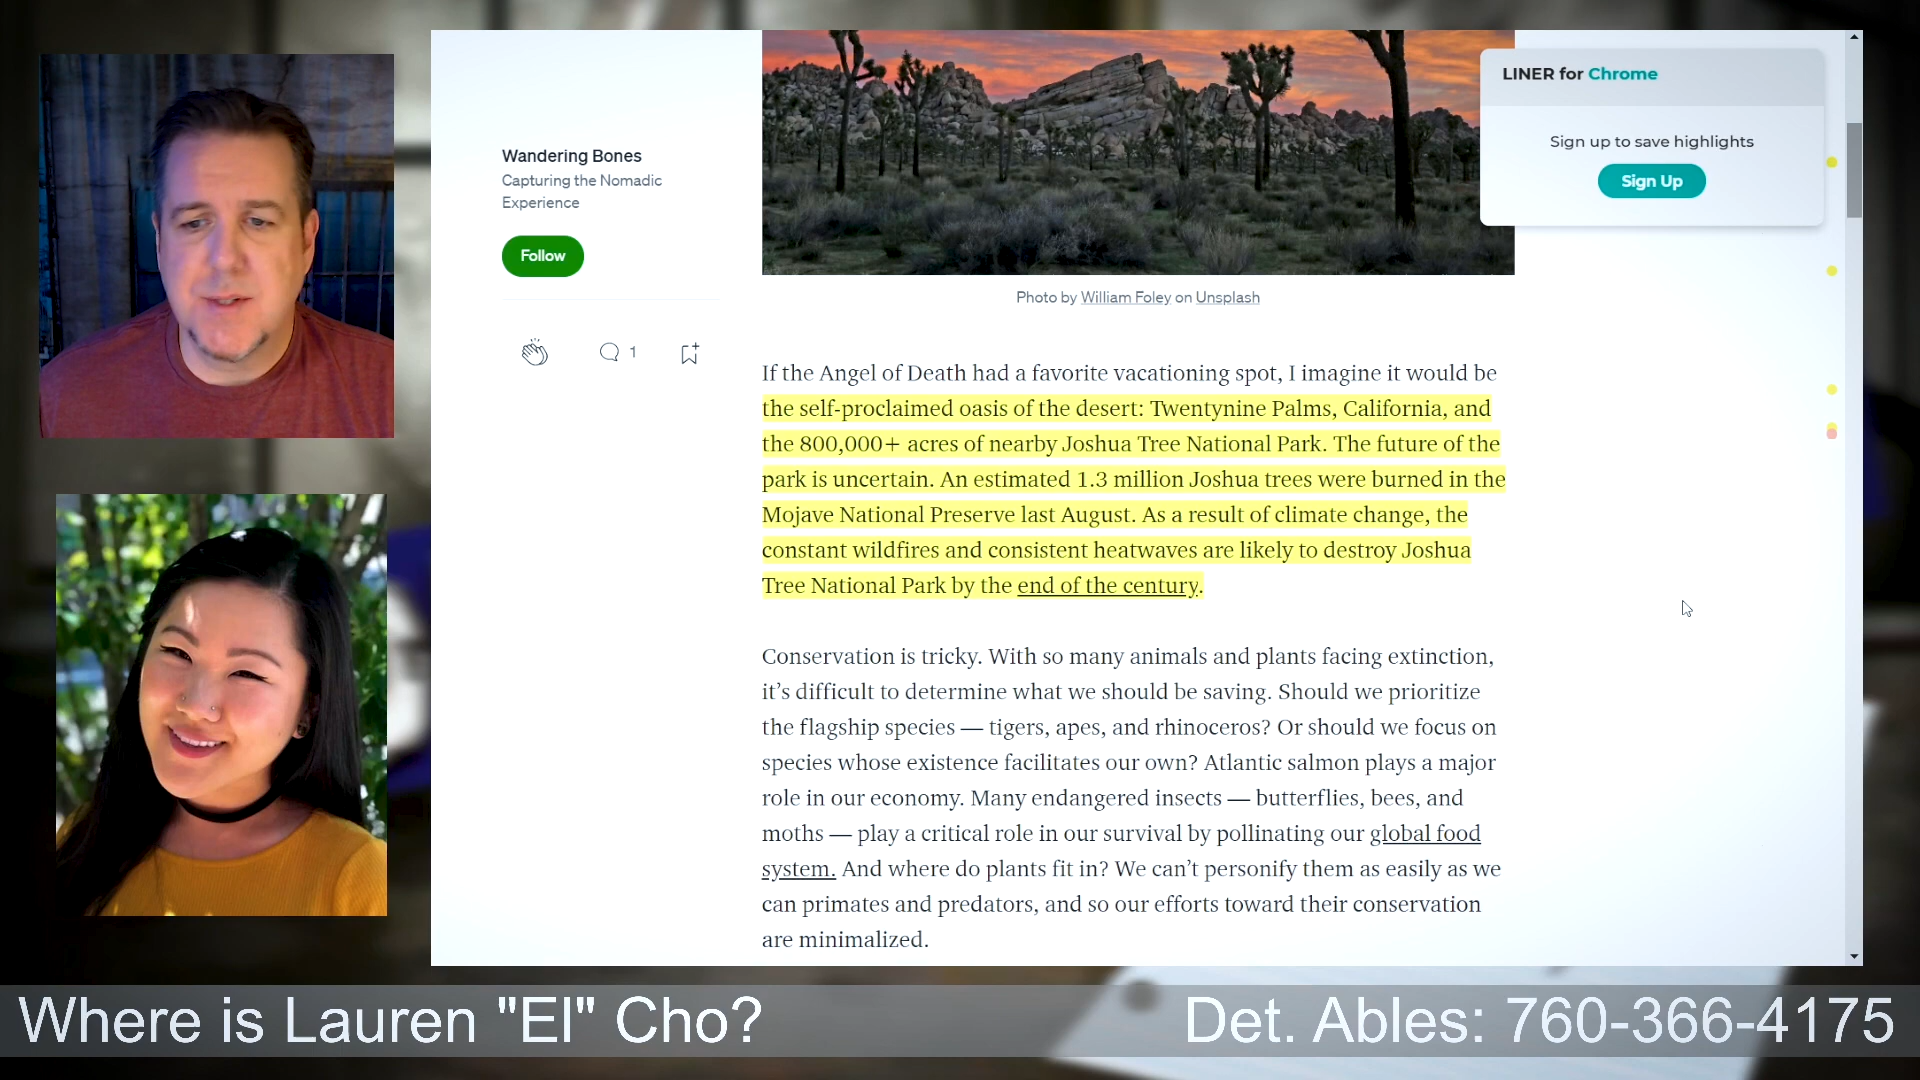 LINER for Chrome
Sign up to save highlights
Sign Up
Wandering Bones
Capturing the Nomadic
Experience
Follow
1
Photo by William Foley on Unsplash
If the Angel of Death had a favorite vacationing spot, I imagine it would be
the self-proclaimed oasis of the desert: Twentynine Palms, California, and
the 800,000+ acres of nearby Joshua Tree National Park. The future of the
park is uncertain. An estimated 1.3 million Joshua trees were burned in the
Mojave National Preserve last August. As a result of climate change, the
constant wildfires and consistent heatwaves are likely to destroy Joshua
Tree National Park by the end of the century.
Conservation is tricky. With so many animals and plants facing extinction,
it's difficult to determine what we should be saving. Should we prioritize
the flagship species — tigers, apes, and rhinoceros? Or should we focus on
species whose existence facilitates our own? Atlantic salmon plays a major
role in our economy. Many endangered insects — butterflies, bees, and
moths — play a critical role in our survival by pollinating our global food
system. And where do plants fit in? We can't personify them as easily as we
can primates and predators, and so our efforts toward their conservation
are minimalized.
Where is Lauren "El" Cho?
Det. Ables: 760-366-4175